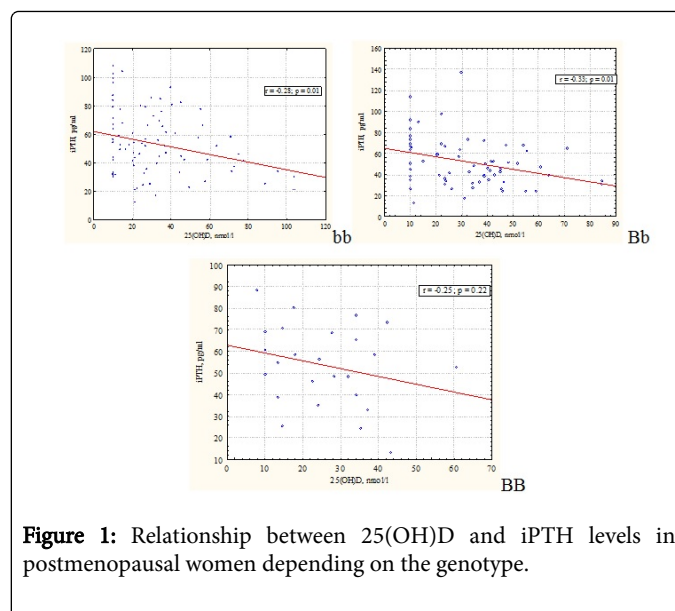 120
100
80
60
40
20
0
iPTH, pg/ml
r = -0.28; p = 0.01
0 20 40 60 80 100 120
25(OH)D, nmol/l
bb
160
140
120
100
80
60
40
20
0
iPTH, pg/ml
r = -0.33; p = 0.01
0 10 20 30 40 50 60 70 80 90
25(OH)D, nmol/l
Bb
100
90
80
70
60
50
40
30
20
10
iPTH, pg/ml
r = -0.25; p = 0.22
0 10 20 30 40 50 60 70
25(OH)D, nmol/l
BB
Figure 1: Relationship between 25(OH)D and iPTH levels in
postmenopausal women depending on the genotype.